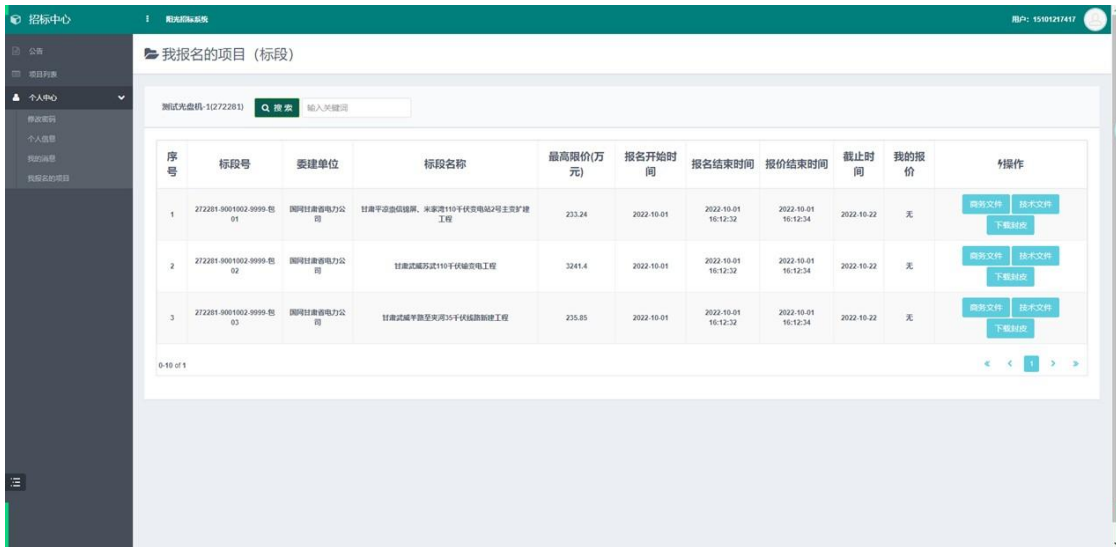 招标中心
阳光招标系统
用户: 15101217417
公告
项目列表
个人中心
修改密码
个人信息
我的消息
我报名的项目
我报名的项目（标段）
测试光盘机-1(272281)
搜 索
输入关键词
序号
标段号
委建单位
标段名称
最高限价(万元)
报名开始时间
报名结束时间
报价结束时间
截止时间
我的报价
操作
1
272281-9001002-9999-包01
国网甘肃省电力公司
甘肃平凉壶信锦屏、米家湾110千伏变电站2号主变扩建工程
233.24
2022-10-01
2022-10-01 16:12:32
2022-10-01 16:12:34
2022-10-22
无
商务文件
技术文件
下载封皮
2
272281-9001002-9999-包02
国网甘肃省电力公司
甘肃武威苏武110千伏输变电工程
3241.4
2022-10-01
2022-10-01 16:12:32
2022-10-01 16:12:34
2022-10-22
无
商务文件
技术文件
下载封皮
3
272281-9001002-9999-包03
国网甘肃省电力公司
甘肃武威羊路至夹河35千伏线路新建工程
235.85
2022-10-01
2022-10-01 16:12:32
2022-10-01 16:12:34
2022-10-22
无
商务文件
技术文件
下载封皮
0-10 of 1
1